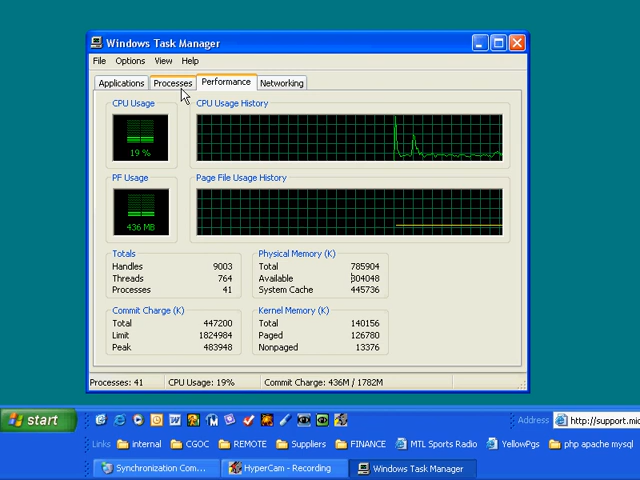 Windows Task Manager
File Options View Help
Applications Processes Performance Networking
CPU Usage CPU Usage History
19 %
PF Usage Page File Usage History
436 MB
Totals Physical Memory (K)
Handles 9003 Total 785904
Threads 764 Available 304048
Processes 41 System Cache 445736
Commit Charge (K) Kernel Memory (K)
Total 447200 Total 140156
Limit 1824984 Paged 126780
Peak 483948 Nonpaged 13376
Processes: 41 CPU Usage: 19% Commit Charge: 436M / 1782M
start Address http://support.mic
Links internal CGOC REMOTE Suppliers FINANCE MTL Sports Radio YellowPgs php apache mysql
Synchronization Com... HyperCam - Recording Windows Task Manager